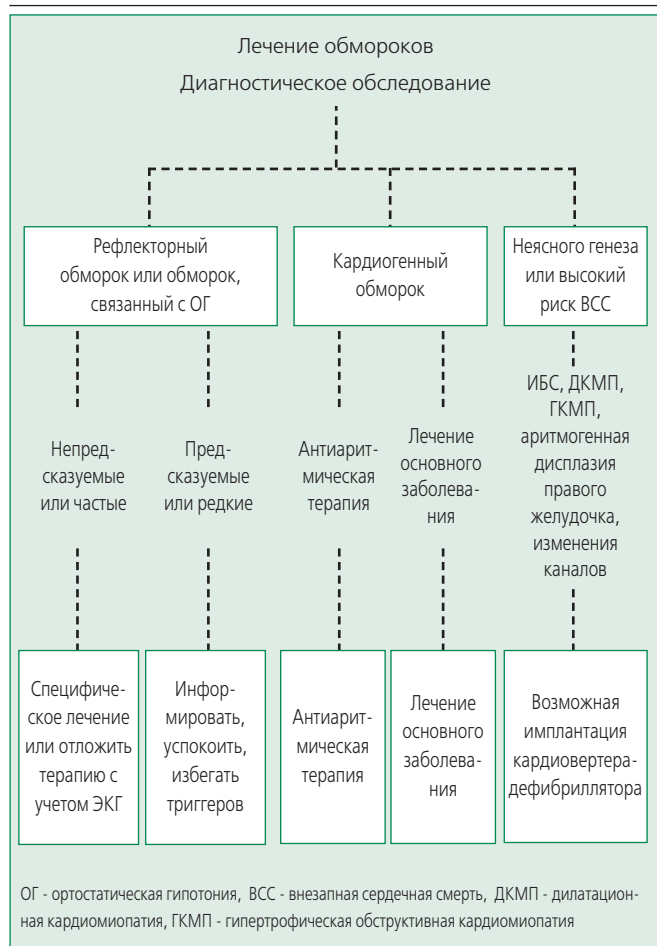 Лечение обмороков
Диагностическое обследование
Рефлекторный
обморок или обморок,
связанный с ОГ
Кардиогенный
обморок
Неясного генеза
или высокий
риск ВСС
Непред-
сказуемые
или частые
Пред-
сказуемые
или редкие
Антиарит-
мическая
терапия
Лечение
основного
заболева-
ния
ИБС, ДКМП,
ГКМП,
аритмогенная
дисплазия
правого
желудочка,
изменения
каналов
Специфиче-
ское лечение
или отложить
терапию с
учетом ЭКГ
Инфор-
мировать,
успокоить,
избегать
триггеров
Антиарит-
мическая
терапия
Лечение
основного
заболева-
ния
Возможная
имплантация
кардиовертера-
дефибриллятора
ОГ - ортостатическая гипотония, ВСС - внезапная сердечная смерть, ДКМП - дилатацион-
ная кардиомиопатия, ГКМП - гипертрофическая обструктивная кардиомиопатия